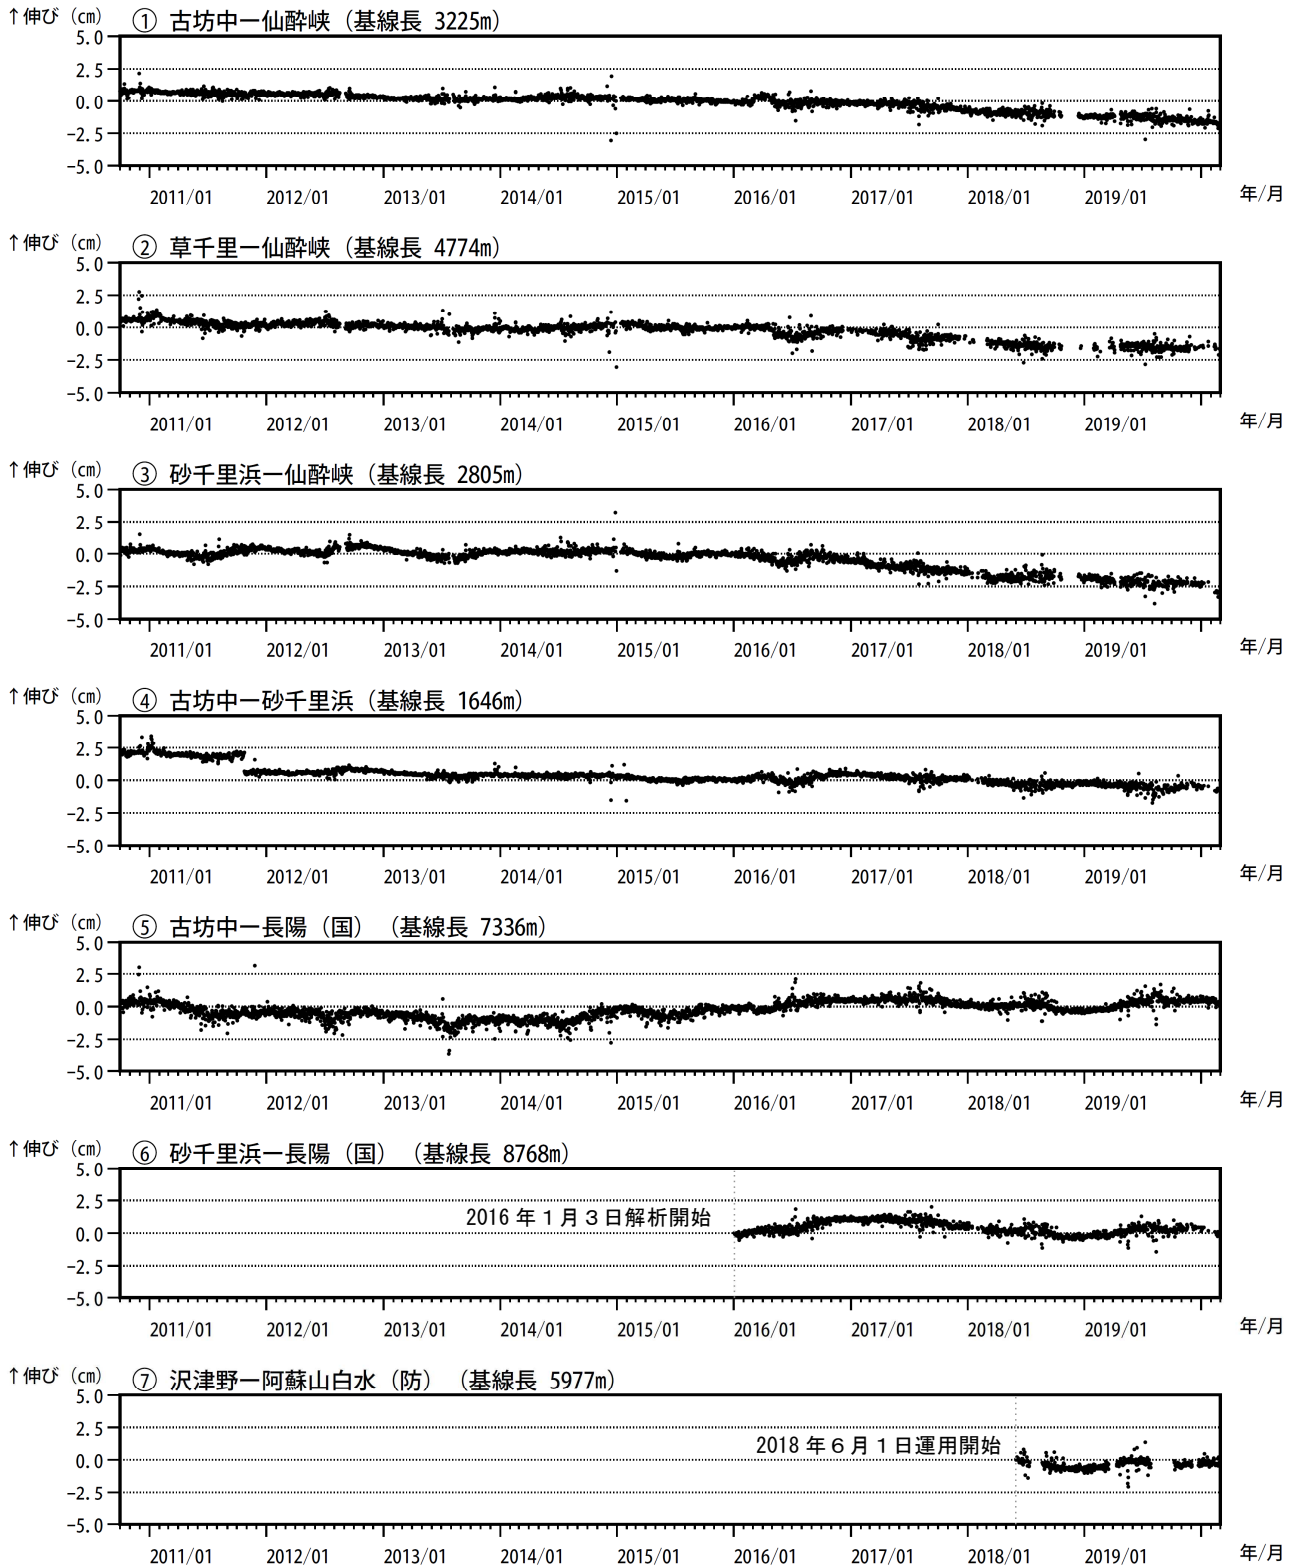 ↑伸び (cm) ① 古坊中ー仙酔峡（基線長 3225m）
5.0
2.5
0.0
−2.5
−5.0
2011/01 2012/01 2013/01 2014/01 2015/01 2016/01 2017/01 2018/01 2019/01 年/月
↑伸び (cm) ② 草千里ー仙酔峡（基線長 4774m）
5.0
2.5
0.0
−2.5
−5.0
2011/01 2012/01 2013/01 2014/01 2015/01 2016/01 2017/01 2018/01 2019/01 年/月
↑伸び (cm) ③ 砂千里浜ー仙酔峡（基線長 2805m）
5.0
2.5
0.0
−2.5
−5.0
2011/01 2012/01 2013/01 2014/01 2015/01 2016/01 2017/01 2018/01 2019/01 年/月
↑伸び (cm) ④ 古坊中ー砂千里浜（基線長 1646m）
5.0
2.5
0.0
−2.5
−5.0
2011/01 2012/01 2013/01 2014/01 2015/01 2016/01 2017/01 2018/01 2019/01 年/月
↑伸び (cm) ⑤ 古坊中ー長陽（国）（基線長 7336m）
5.0
2.5
0.0
−2.5
−5.0
2011/01 2012/01 2013/01 2014/01 2015/01 2016/01 2017/01 2018/01 2019/01 年/月
↑伸び (cm) ⑥ 砂千里浜ー長陽（国）（基線長 8768m）
5.0
2.5
2016 年１月３日解析開始
0.0
−2.5
−5.0
2011/01 2012/01 2013/01 2014/01 2015/01 2016/01 2017/01 2018/01 2019/01 年/月
↑伸び (cm) ⑦ 沢津野ー阿蘇山白水（防）（基線長 5977m）
5.0
2.5
2018 年６月１日運用開始
0.0
−2.5
−5.0
2011/01 2012/01 2013/01 2014/01 2015/01 2016/01 2017/01 2018/01 2019/01 年/月